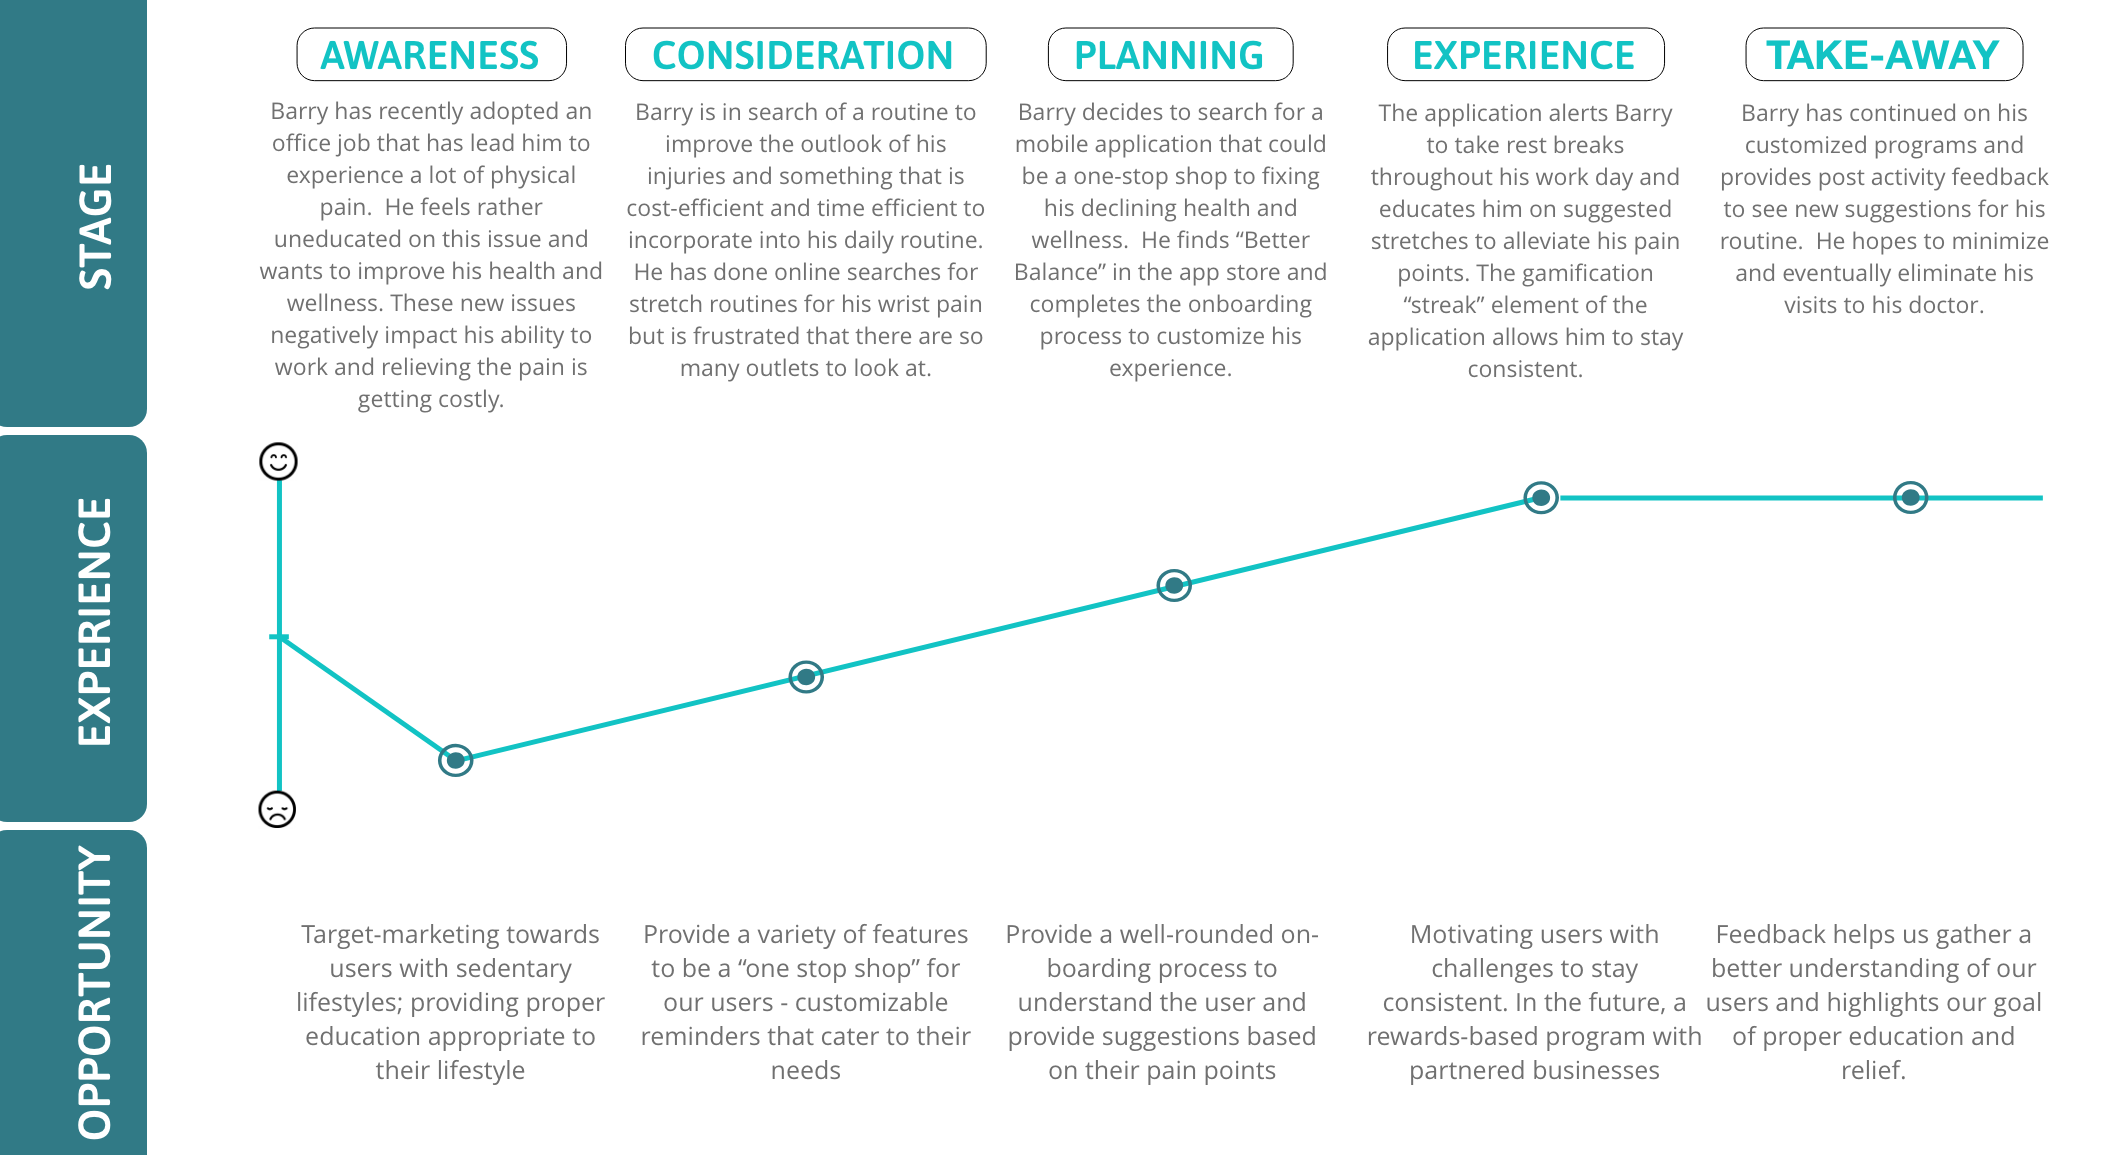 STAGE
AWARENESS
Barry has recently adopted an
office job that has lead him to
experience a lot of physical
pain.  He feels rather
uneducated on this issue and
wants to improve his health and
wellness. These new issues
negatively impact his ability to
work and relieving the pain is
getting costly.
CONSIDERATION
Barry is in search of a routine to
improve the outlook of his
injuries and something that is
cost-efficient and time efficient to
incorporate into his daily routine.
He has done online searches for
stretch routines for his wrist pain
but is frustrated that there are so
many outlets to look at.
PLANNING
Barry decides to search for a
mobile application that could
be a one-stop shop to fixing
his declining health and
wellness.  He finds “Better
Balance” in the app store and
completes the onboarding
process to customize his
experience.
EXPERIENCE
The application alerts Barry
to take rest breaks
throughout his work day and
educates him on suggested
stretches to alleviate his pain
points. The gamification
“streak” element of the
application allows him to stay
consistent.
TAKE-AWAY
Barry has continued on his
customized programs and
provides post activity feedback
to see new suggestions for his
routine.  He hopes to minimize
and eventually eliminate his
visits to his doctor.
EXPERIENCE
OPPORTUNITY
Target-marketing towards
users with sedentary
lifestyles; providing proper
education appropriate to
their lifestyle
Provide a variety of features
to be a “one stop shop” for
our users - customizable
reminders that cater to their
needs
Provide a well-rounded on-
boarding process to
understand the user and
provide suggestions based
on their pain points
Motivating users with
challenges to stay
consistent. In the future, a
rewards-based program with
partnered businesses
Feedback helps us gather a
better understanding of our
users and highlights our goal
of proper education and
relief.